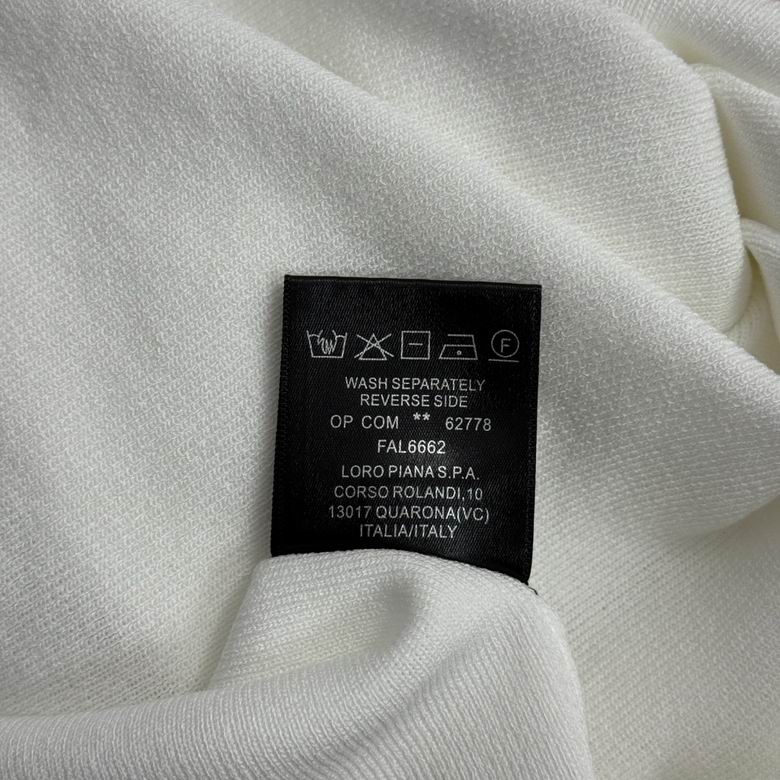 F
WASH SEPARATELY
REVERSE SIDE
OP COM ** 62778
FAL6662
LORO PIANA S.P.A.
CORSO ROLANDI,10
13017 QUARONA(VC)
ITALIA/ITALY